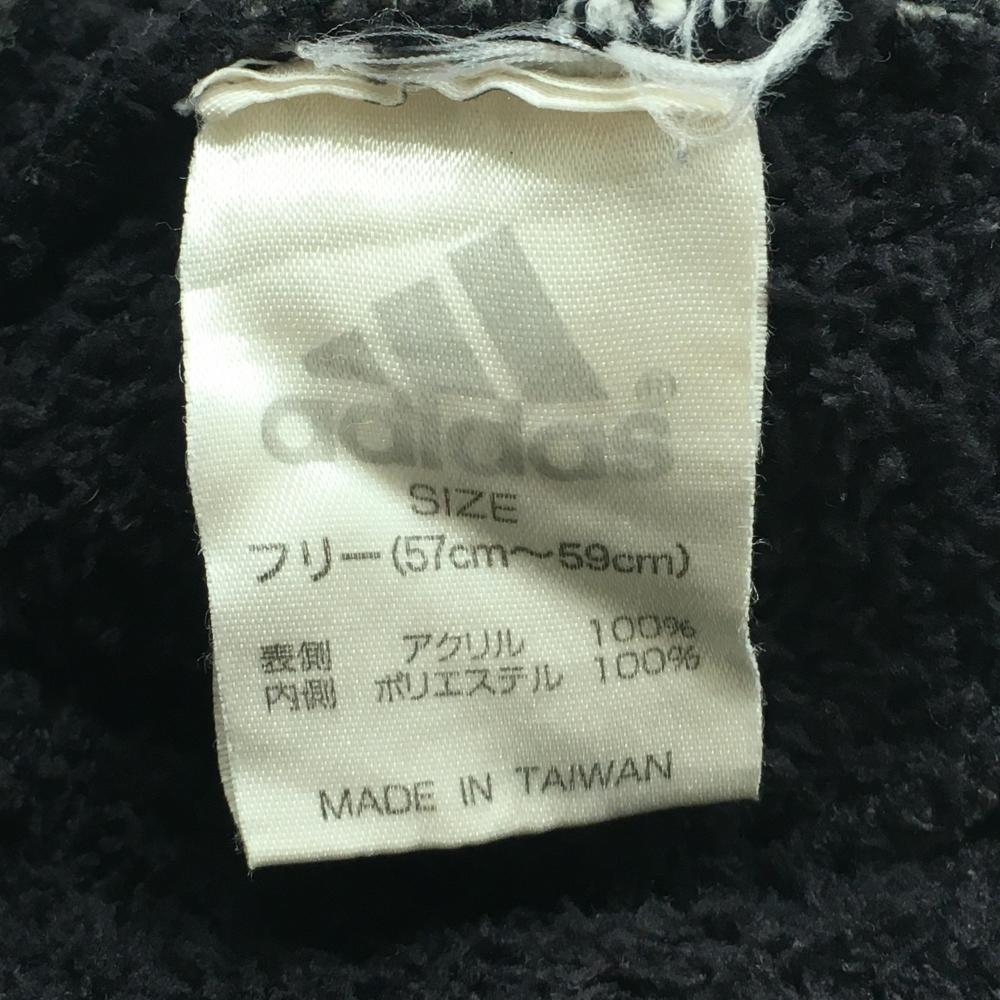 adidas®
SIZE
フリー(57cm～59cm)
表側 アクリル 100%
内側 ポリエステル 100%
MADE IN TAIWAN